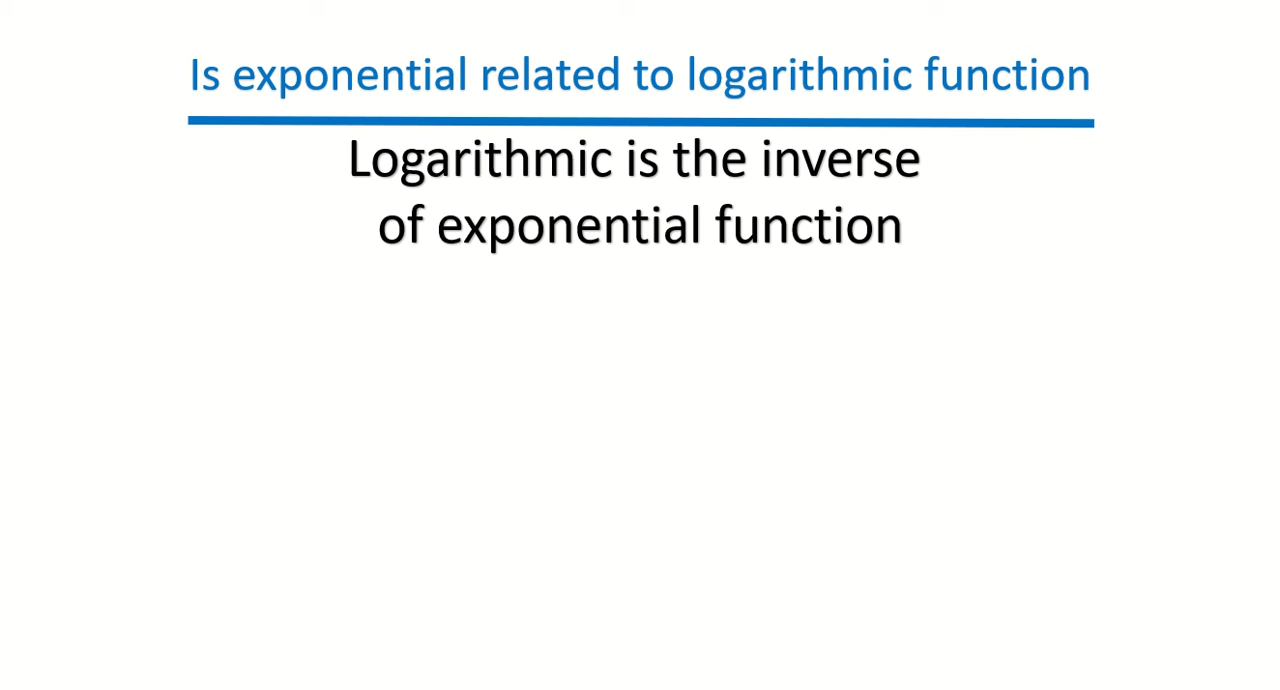 Is exponential related to logarithmic function
Logarithmic is the inverse
of exponential function